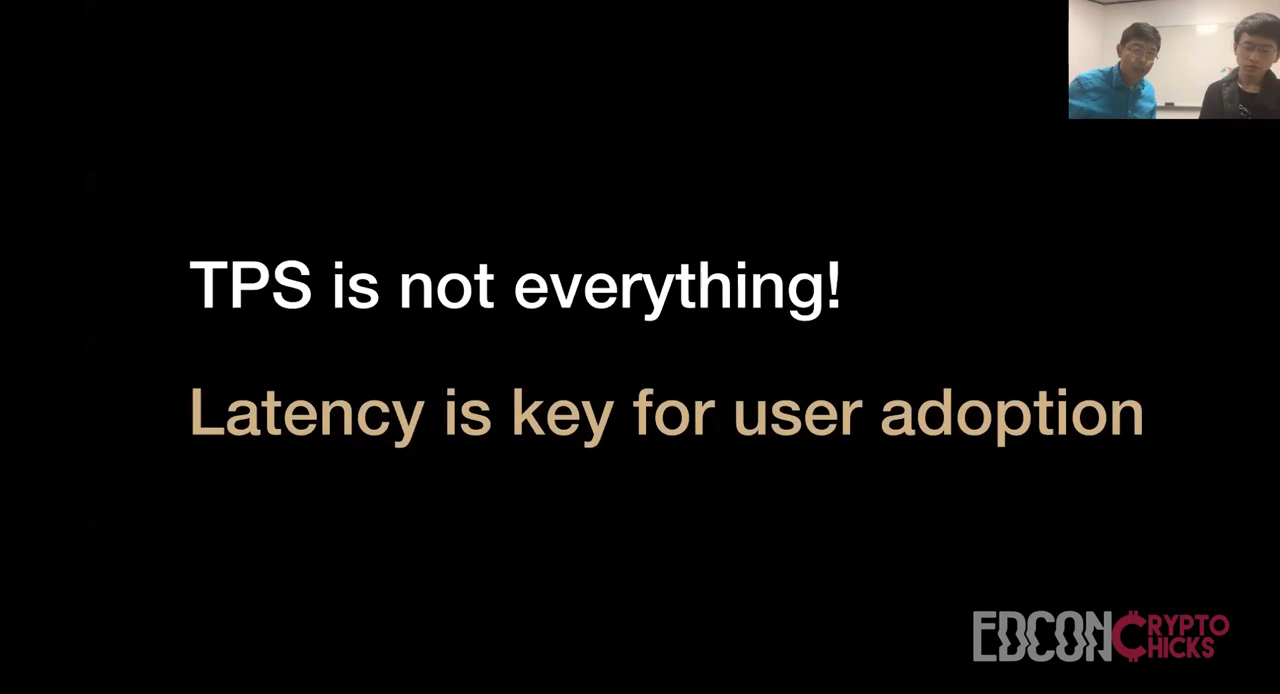 TPS is not everything!
Latency is key for user adoption
EDCON CRYPTO
CHICKS